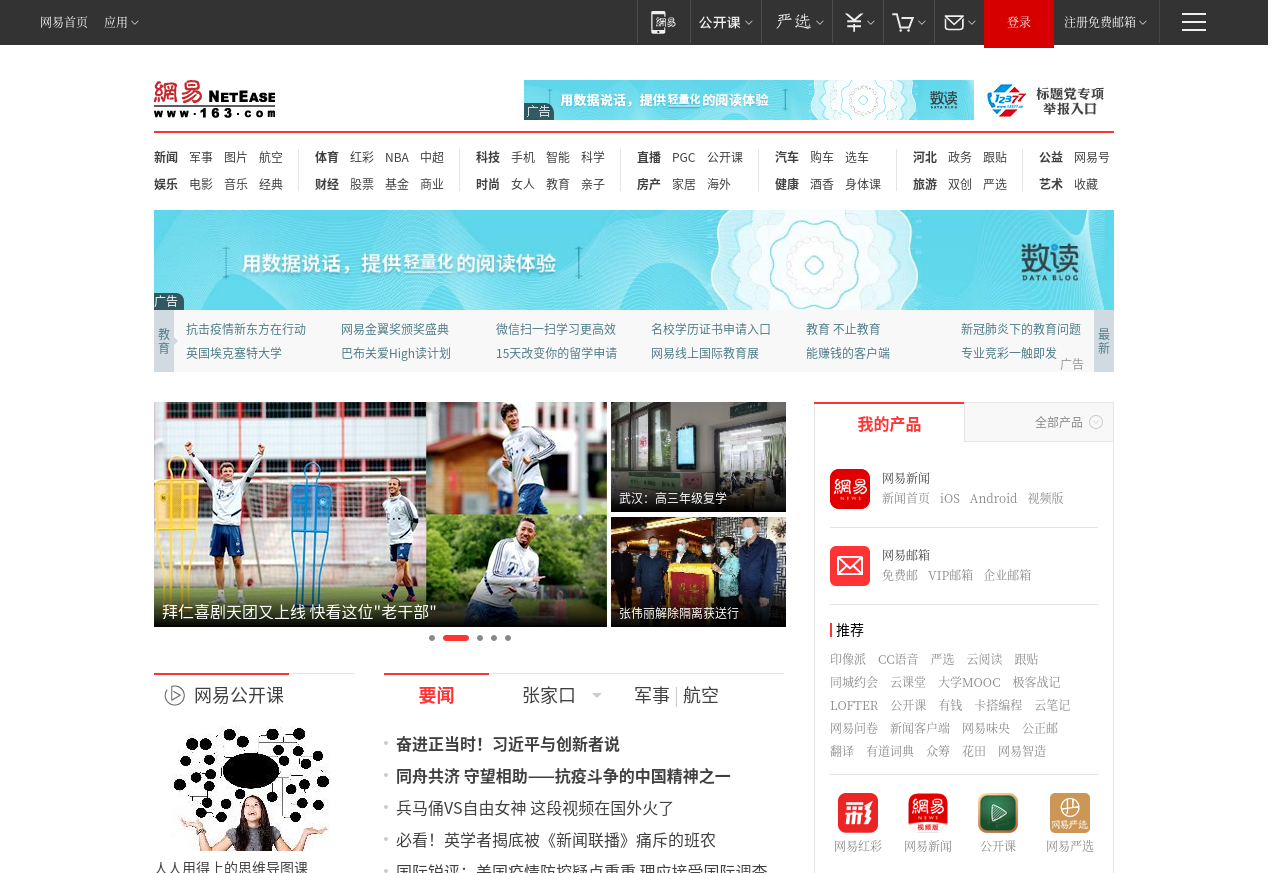 网易首页 应用 網易 公开课 严选 登录 注册免费邮箱
網易 NETEASE
www.163.com
用数据说话，提供轻量化的阅读体验 数读 DATA BLOG 广告
12377 标题党专项
举报入口
新闻 军事 图片 航空 体育 红彩 NBA 中超 科技 手机 智能 科学 直播 PGC 公开课 汽车 购车 选车 河北 政务 跟贴 公益 网易号
娱乐 电影 音乐 经典 财经 股票 基金 商业 时尚 女人 教育 亲子 房产 家居 海外 健康 酒香 身体课 旅游 双创 严选 艺术 收藏
用数据说话，提供轻量化的阅读体验 数读
DATA BLOG
广告
教育 抗击疫情新东方在行动 网易金翼奖颁奖盛典 微信扫一扫学习更高效 名校学历证书申请入口 教育 不止教育 新冠肺炎下的教育问题 最新
英国埃克塞特大学 巴布关爱High读计划 15天改变你的留学申请 网易线上国际教育展 能赚钱的客户端 专业竞彩一触即发
广告
拜仁喜剧天团又上线 快看这位"老干部"
武汉：高三年级复学
张伟丽解除隔离获送行
我的产品 全部产品
網易 NEWS
网易新闻
新闻首页 iOS Android 视频版
网易邮箱
免费邮 VIP邮箱 企业邮箱
推荐
印像派 CC语音 严选 云阅读 跟贴
同城约会 云课堂 大学MOOC 极客战记
LOFTER 公开课 有钱 卡搭编程 云笔记
网易问卷 新闻客户端 网易味央 公正邮
翻译 有道词典 众筹 花田 网易智造
彩 網易 视频版 网易严选
网易红彩 网易新闻 公开课 网易严选
网易公开课
人人用得上的思维导图课
要闻 张家口 军事 | 航空
奋进正当时！习近平与创新者说
同舟共济 守望相助——抗疫斗争的中国精神之一
兵马俑VS自由女神 这段视频在国外火了
必看！英学者揭底被《新闻联播》痛斥的班农
国际锐评：美国疫情防控疑点重重 理应接受国际调查